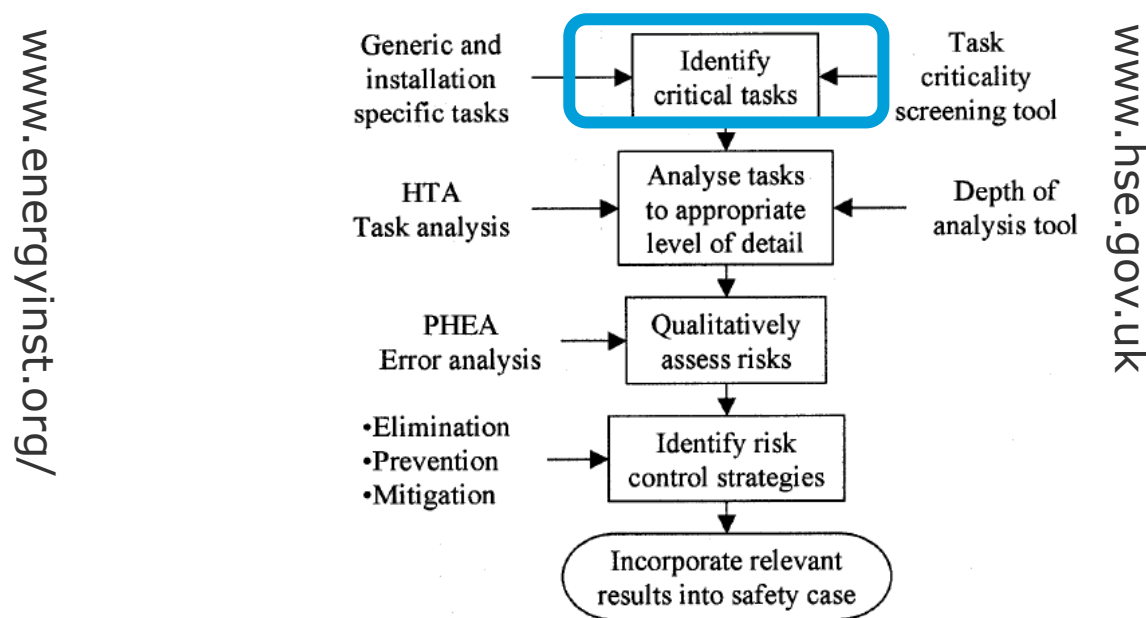 www.energyinst.org/
Generic and
installation
specific tasks
Identify
critical tasks
Task
criticality
screening tool
HTA
Task analysis
Analyse tasks
to appropriate
level of detail
Depth of
analysis tool
PHEA
Error analysis
Qualitatively
assess risks
•Elimination
•Prevention
•Mitigation
Identify risk
control strategies
Incorporate relevant
results into safety case
www.hse.gov.uk